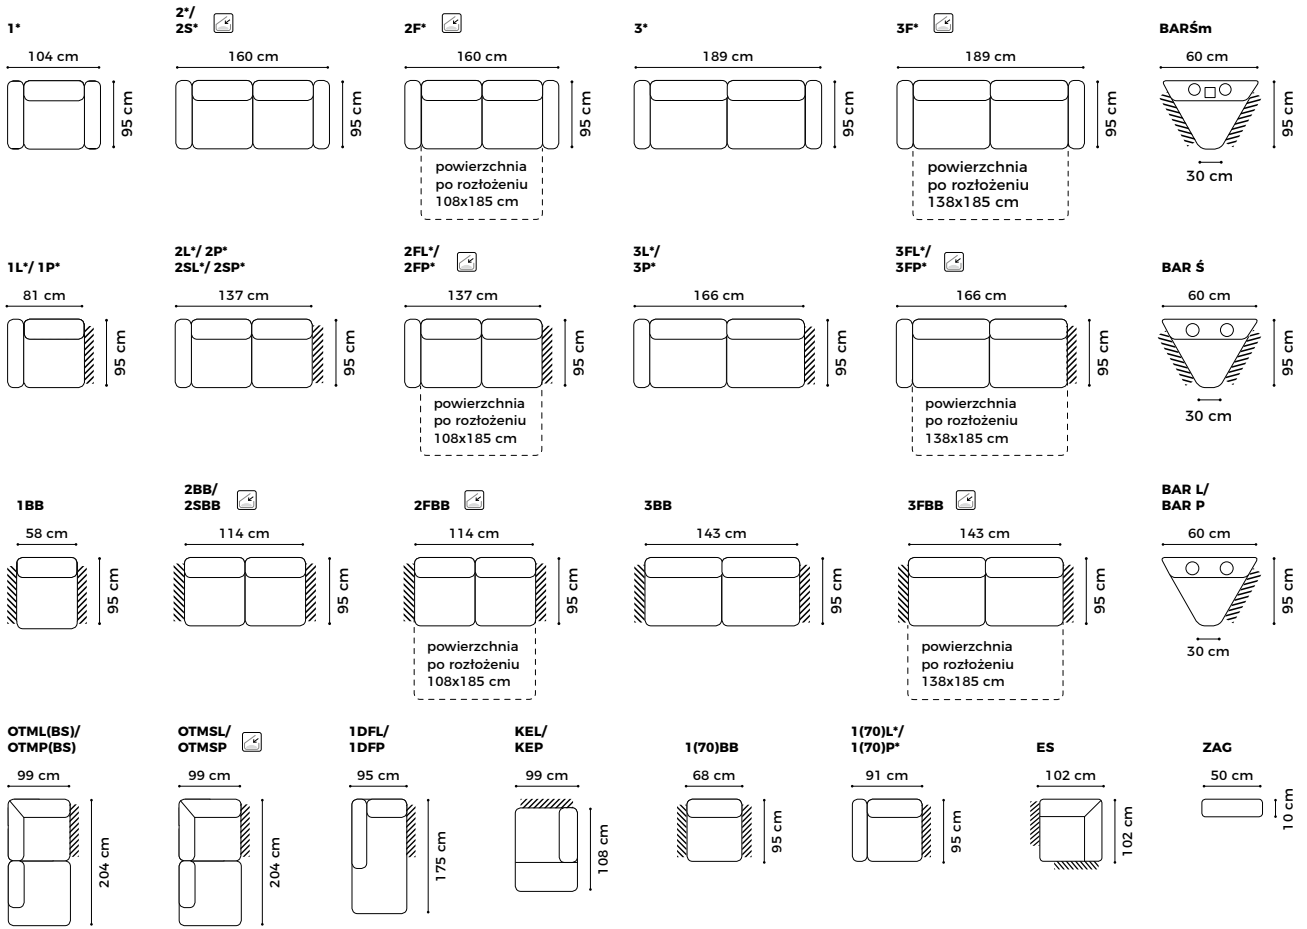 1*
104 cm
95 cm
2*/
2S*
160 cm
95 cm
2F*
160 cm
95 cm
powierzchnia
po rozłożeniu
108x185 cm
3*
189 cm
95 cm
3F*
189 cm
95 cm
powierzchnia
po rozłożeniu
138x185 cm
BARŚm
60 cm
95 cm
30 cm
1L*/ 1P*
81 cm
95 cm
2L*/ 2P*
2SL*/ 2SP*
137 cm
95 cm
2FL*/
2FP*
137 cm
95 cm
powierzchnia
po rozłożeniu
108x185 cm
3L*/
3P*
166 cm
95 cm
3FL*/
3FP*
166 cm
95 cm
powierzchnia
po rozłożeniu
138x185 cm
BAR Ś
60 cm
95 cm
30 cm
1BB
58 cm
95 cm
2BB/
2SBB
114 cm
95 cm
2FBB
114 cm
95 cm
powierzchnia
po rozłożeniu
108x185 cm
3BB
143 cm
95 cm
3FBB
143 cm
95 cm
powierzchnia
po rozłożeniu
138x185 cm
BAR L/
BAR P
60 cm
95 cm
30 cm
OTML(BS)/
OTMP(BS)
99 cm
204 cm
OTMSL/
OTMSP
99 cm
204 cm
1DFL/
1DFP
95 cm
175 cm
KEL/
KEP
99 cm
108 cm
1(70)BB
68 cm
95 cm
1(70)L*/
1(70)P*
91 cm
95 cm
ES
102 cm
102 cm
ZAG
50 cm
10 cm